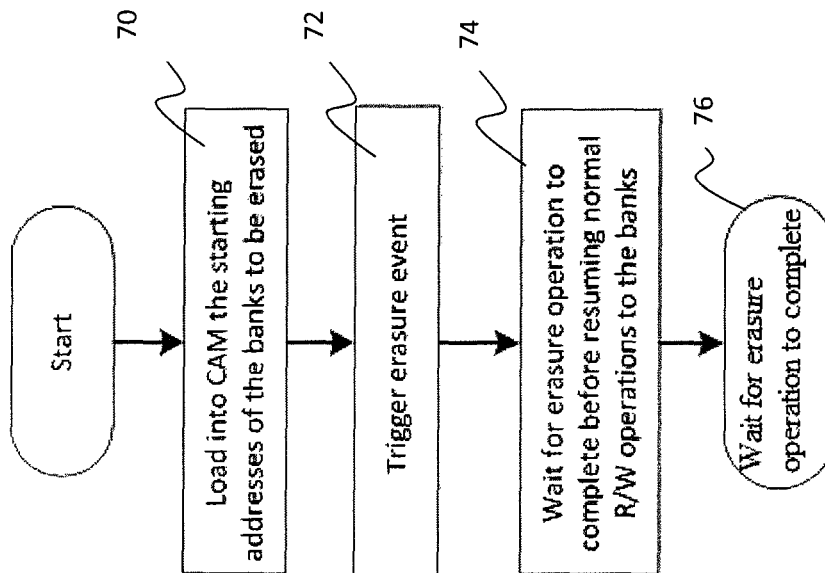 Start
70
Load into CAM the starting
addresses of the banks to be erased
72
Trigger erasure event
74
Wait for erasure operation to
complete before resuming normal
R/W operations to the banks
76
Wait for erasure
operation to complete